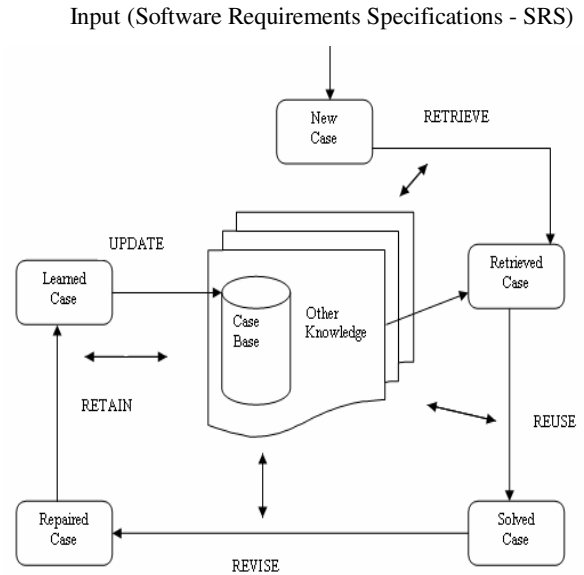 Input (Software Requirements Specifications - SRS)
New
Case
RETRIEVE
UPDATE
Learned
Case
Case
Base
Other
Knowledge
Retrieved
Case
RETAIN
REUSE
Repaired
Case
Solved
Case
REVISE